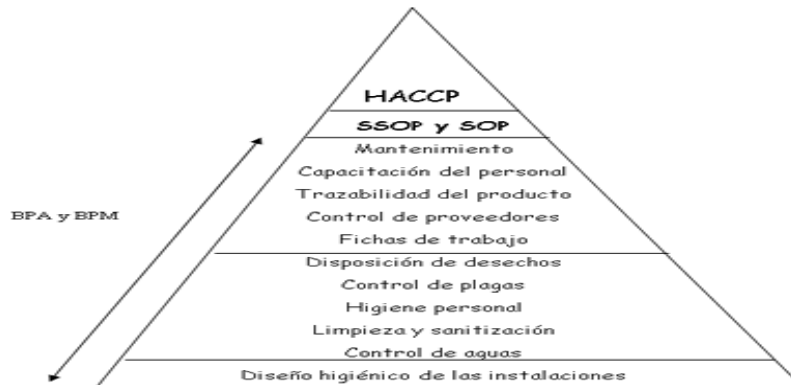 HACCP
SSOP y SOP
Mantenimiento
Capacitación del personal
Trazabilidad del producto
BPA y BPM
Control de proveedores
Fichas de trabajo
Disposición de desechos
Control de plagas
Higiene personal
Limpieza y sanitización
Control de aguas
Diseño higiénico de las instalaciones